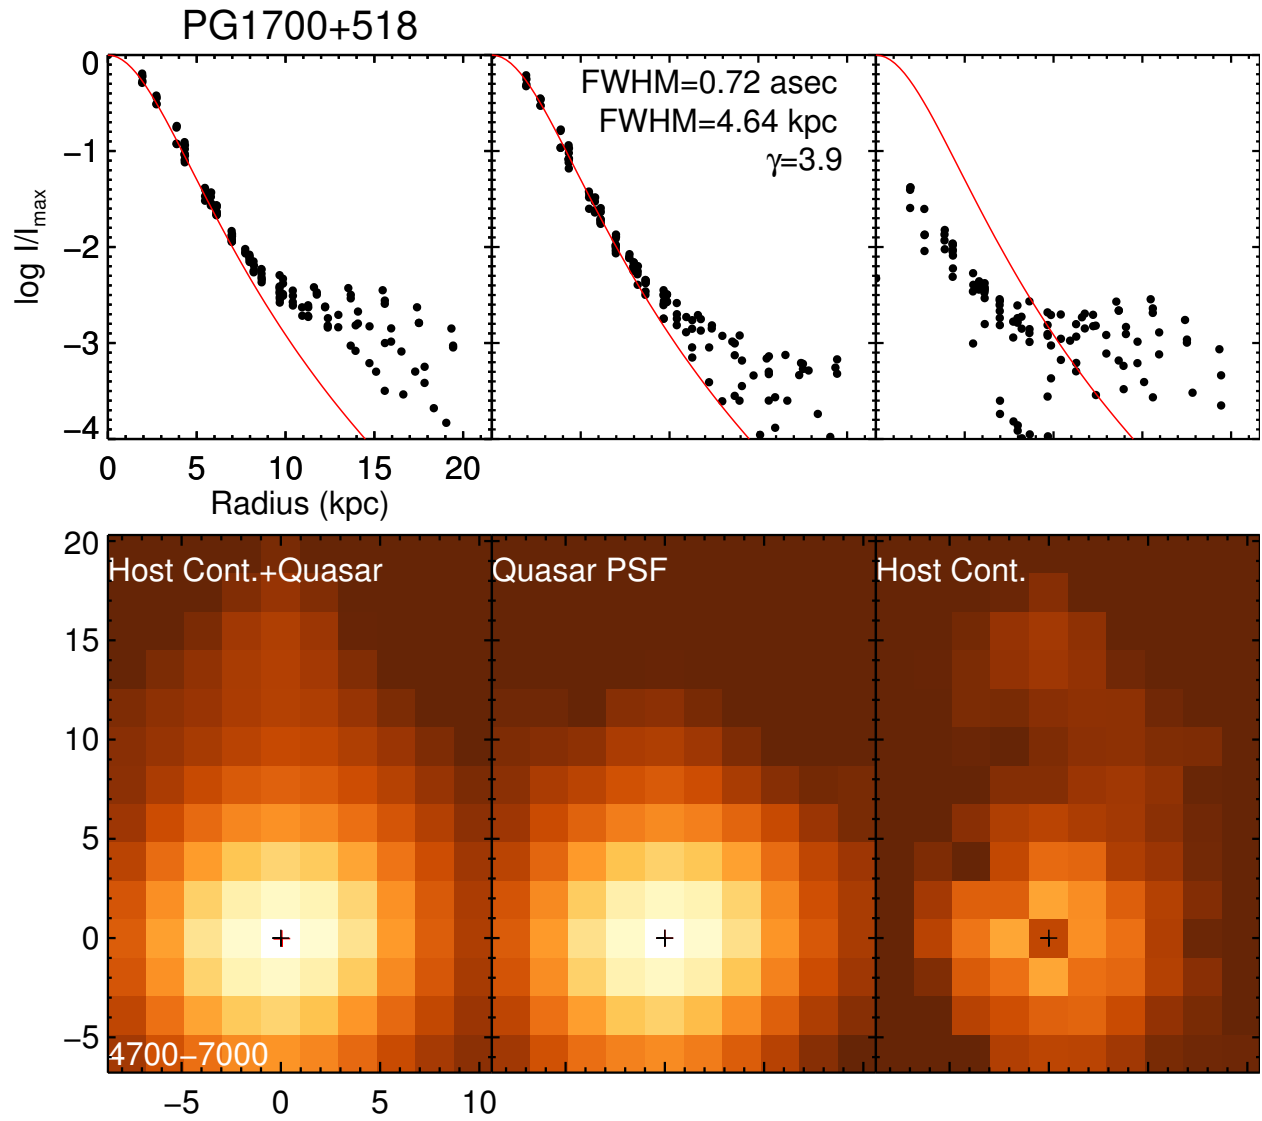 PG1700+518
0
−1
−2
−3
−4
log I/Imax
FWHM=0.72 asec
FWHM=4.64 kpc
γ=3.9
0 5 10 15 20
Radius (kpc)
20
15
10
5
0
−5
Host Cont.+Quasar
Quasar PSF
Host Cont.
4700−7000
−5 0 5 10